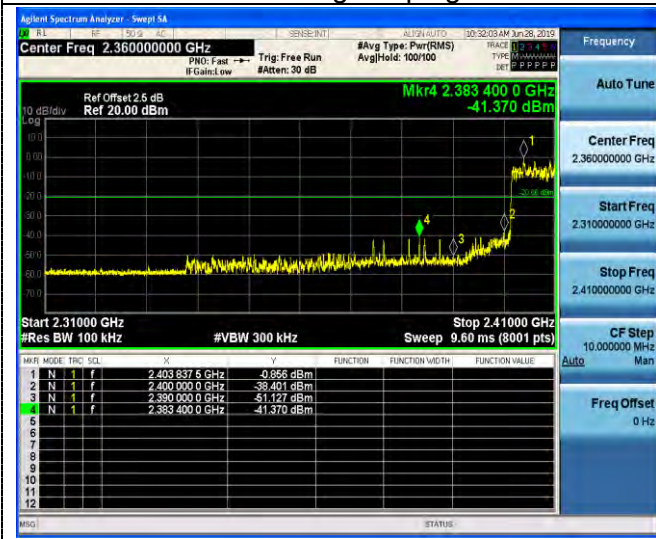 Agilent Spectrum Analyzer - Swept SA
RL RF 50 Ω AC SENSE:INT ALIGN AUTO 10:32:03 AM Jun 28, 2019
Center Freq 2.360000000 GHz
PNO: Fast Trig: Free Run
IFGain:Low #Atten: 30 dB
#Avg Type: Pwr(RMS)
Avg|Hold: 100/100
TRACE 1 2 3 4 5 6
TYPE M
DET P P P P P P
Frequency
Auto Tune
Mkr4 2.383 400 0 GHz
-41.370 dBm
Ref Offset 2.5 dB
10 dB/div Ref 20.00 dBm
Log
10.0
0.00
-10.0
-20.0
-30.0
-40.0
-50.0
-60.0
-70.0
1
-20.86 dBm
2
3
4
Center Freq
2.360000000 GHz
Start Freq
2.310000000 GHz
Stop Freq
2.410000000 GHz
CF Step
10.000000 MHz
Auto Man
Freq Offset
0 Hz
Start 2.31000 GHz Stop 2.41000 GHz
#Res BW 100 kHz #VBW 300 kHz Sweep 9.60 ms (8001 pts)
MKR MODE TRC SCL X Y FUNCTION FUNCTION WIDTH FUNCTION VALUE
1 N 1 f 2.403 837 5 GHz -0.856 dBm
2 N 1 f 2.400 000 0 GHz -38.401 dBm
3 N 1 f 2.390 000 0 GHz -51.127 dBm
4 N 1 f 2.383 400 0 GHz -41.370 dBm
5
6
7
8
9
10
11
12
MSG STATUS